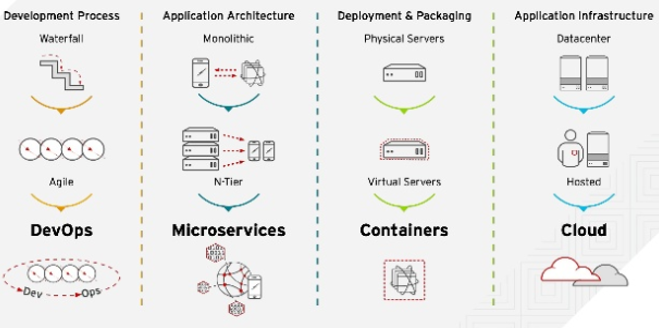 Development Process
Application Architecture
Deployment & Packaging
Application Infrastructure
Waterfall
Monolithic
Physical Servers
Datacenter
Agile
N-Tier
Virtual Servers
Hosted
DevOps
Microservices
Containers
Cloud
Dev
Ops